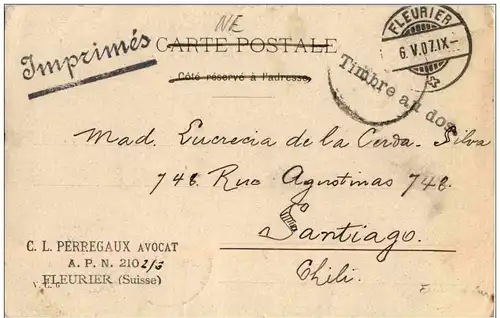 NE
Imprimés
CARTE POSTALE
Côté réservé à l'adresse
FLEURIER
6.V.07.IX-
Timbre au dos
Mad. Lucrecia de la Cerda. Silva
748 Rue Agustinas 748.
Santiago.
Chili.
C. L. PERREGAUX AVOCAT
A. P. N. 2102/5
FLEURIER (Suisse)